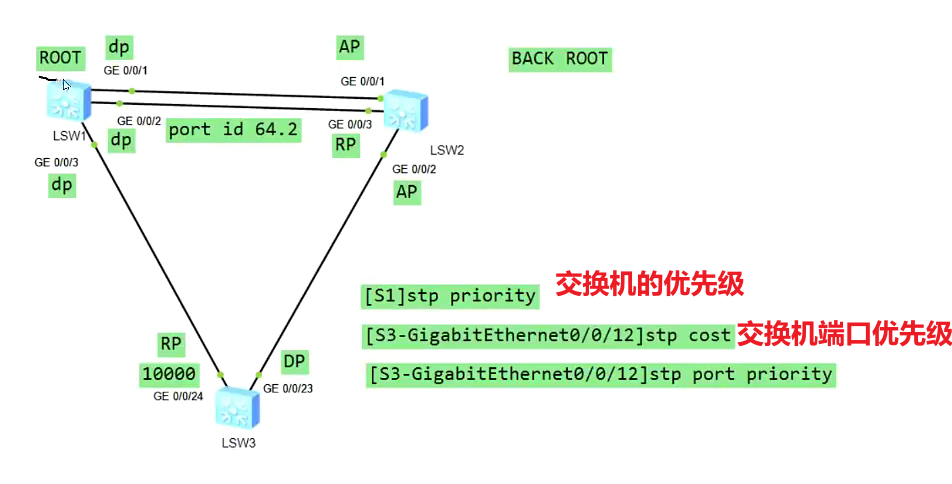 ROOT
dp
AP
BACK ROOT
GE 0/0/1
GE 0/0/1
GE 0/0/2
port id 64.2
GE 0/0/3
LSW1
dp
RP
LSW2
GE 0/0/3
dp
GE 0/0/2
AP
[S1]stp priority
交换机的优先级
[S3-GigabitEthernet0/0/12]stp cost
交换机端口优先级
[S3-GigabitEthernet0/0/12]stp port priority
RP
DP
10000
GE 0/0/24
GE 0/0/23
LSW3